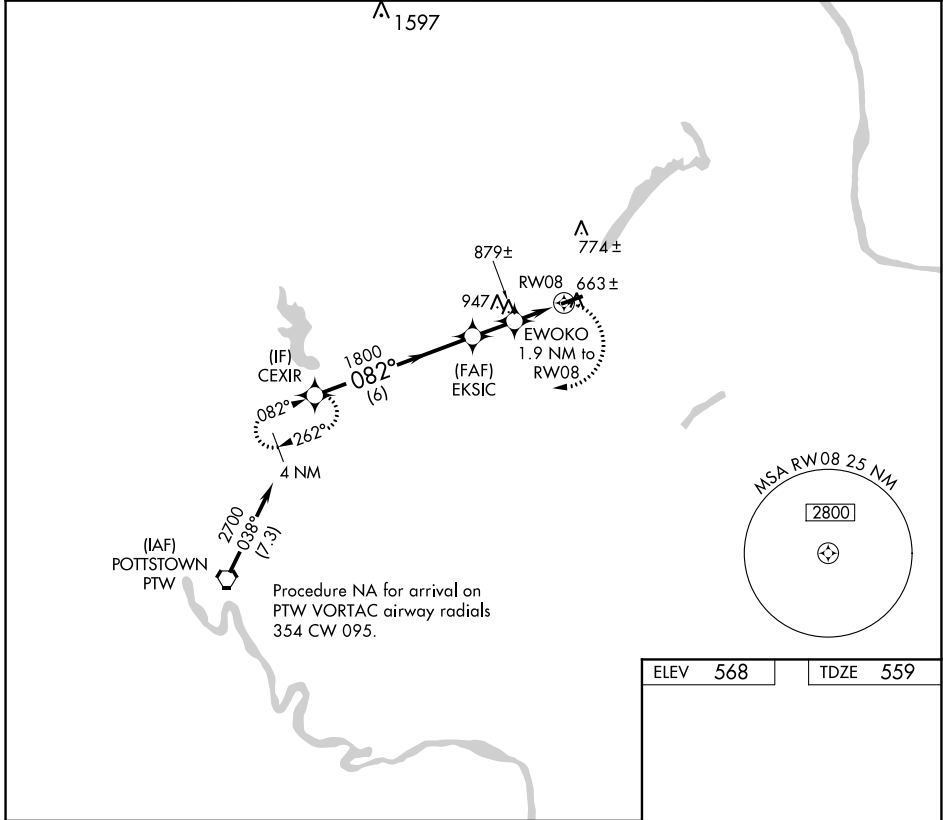 1597
774±
879±
RW08
663±
947
EWOKO
1.9 NM to
RW08
(IF)
CEXIR
1800
082°
(6)
(FAF)
EKSIC
082°
262°
4 NM
2700
038°
(7.3)
(IAF)
POTTSTOWN
PTW
Procedure NA for arrival on
PTW VORTAC airway radials
354 CW 095.
MSA RW08 25 NM
2800
ELEV 568
TDZE 559